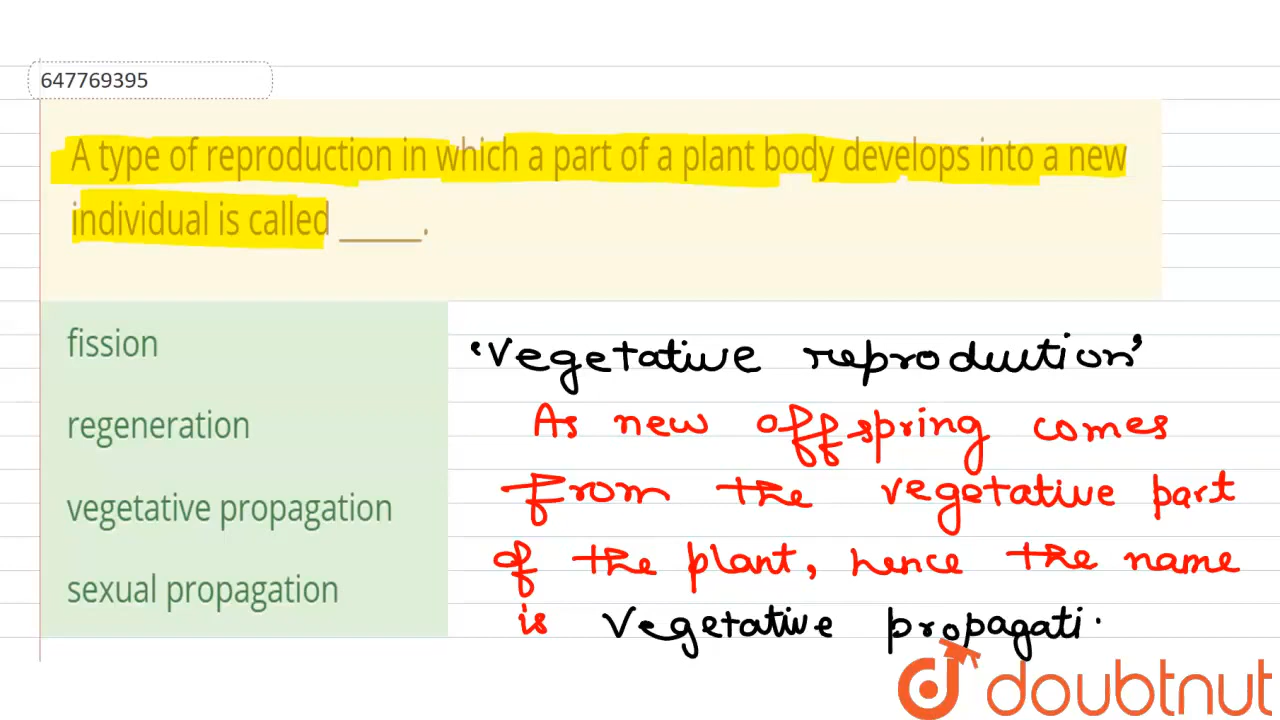 647769395
A type of reproduction in which a part of a plant body develops into a new
individual is called _____.
fission
regeneration
vegetative propagation
sexual propagation
'Vegetative reproduction'
As new offspring comes
from the vegetative part
of the plant, hence the name
is Vegetative propagati
doubtnut